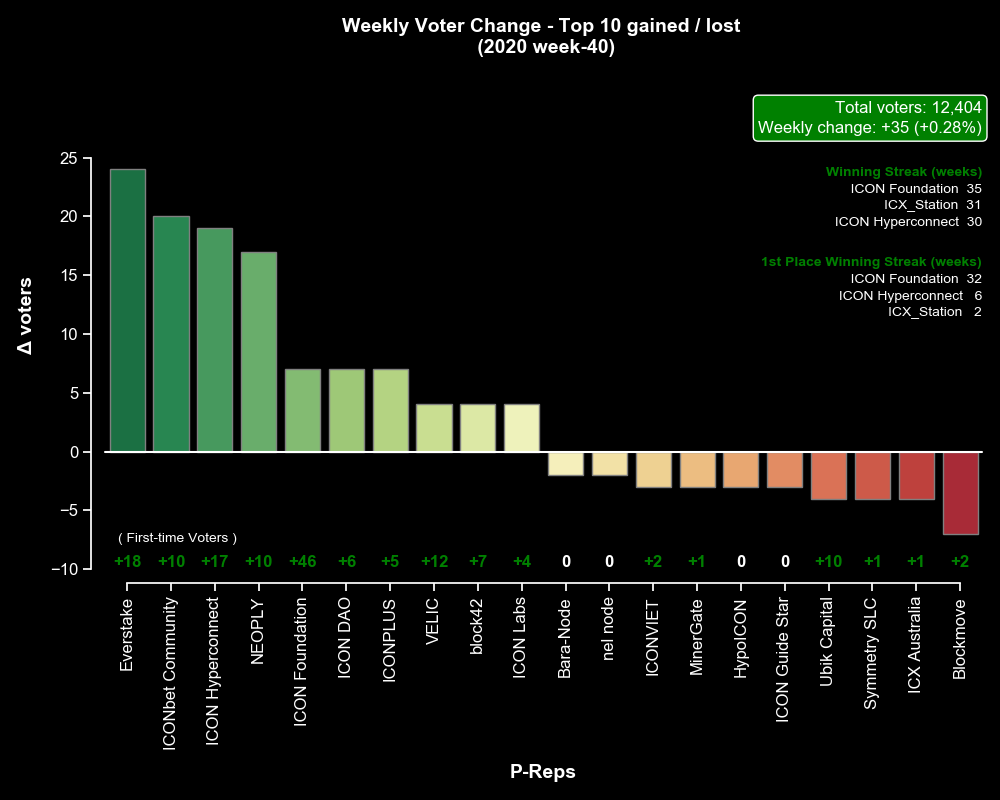 Weekly Voter Change - Top 10 gained / lost
(2020 week-40)
Total voters: 12,404
Weekly change: +35 (+0.28%)
Winning Streak (weeks)
ICON Foundation 35
ICX_Station 31
ICON Hyperconnect 30
1st Place Winning Streak (weeks)
ICON Foundation 32
ICON Hyperconnect 6
ICX_Station 2
Δ voters
25
20
15
10
5
0
−5
−10
( First-time Voters )
+18 +10 +17 +10 +46 +6 +5 +12 +7 +4 0 0 +2 +1 0 0 +10 +1 +1 +2
Everstake
ICONbet Community
ICON Hyperconnect
NEOPLY
ICON Foundation
ICON DAO
ICONPLUS
VELIC
block42
ICON Labs
Bara-Node
nel node
ICONVIET
MinerGate
HypoICON
ICON Guide Star
Ubik Capital
Symmetry SLC
ICX Australia
Blockmove
P-Reps